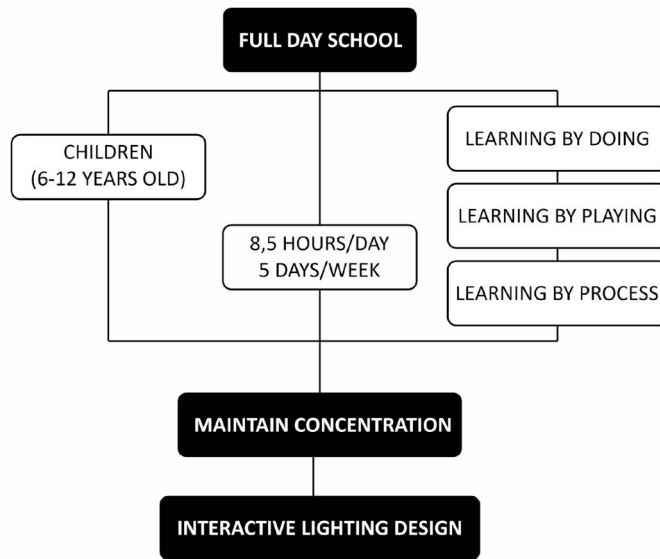 FULL DAY SCHOOL
CHILDREN
(6-12 YEARS OLD)
8,5 HOURS/DAY
5 DAYS/WEEK
LEARNING BY DOING
LEARNING BY PLAYING
LEARNING BY PROCESS
MAINTAIN CONCENTRATION
INTERACTIVE LIGHTING DESIGN